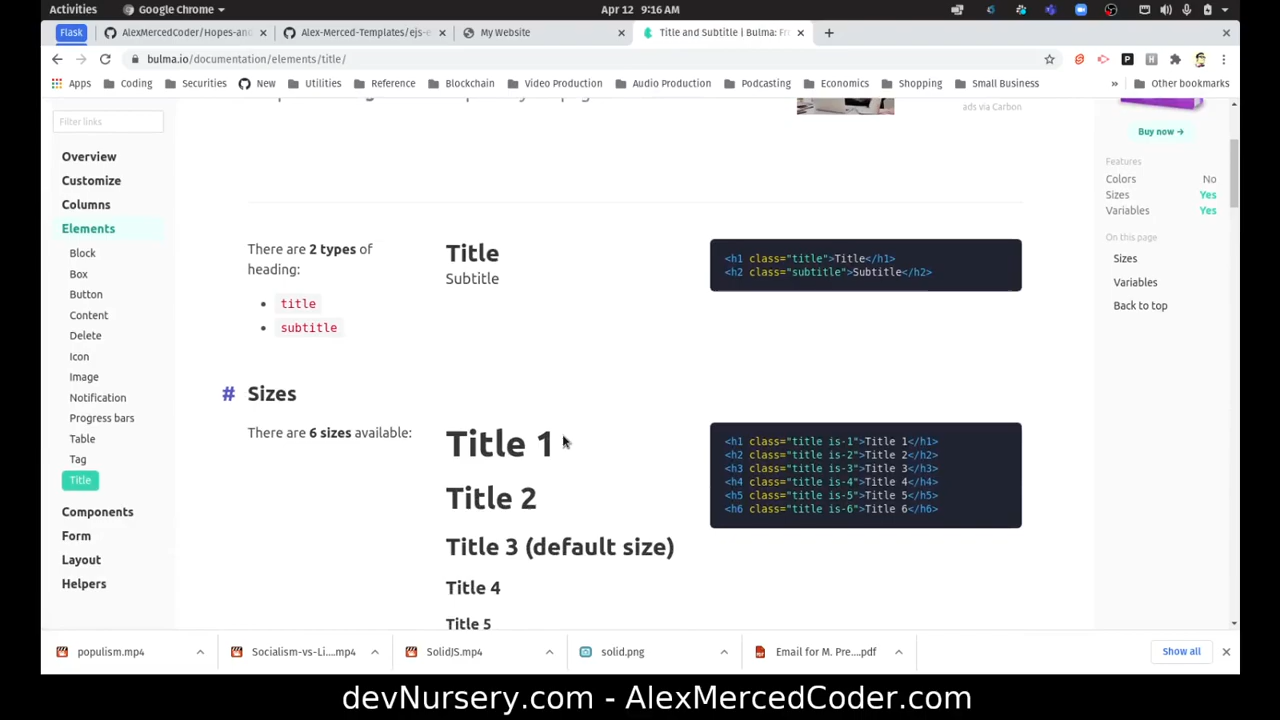 Activities
Google Chrome
Apr 12 9:16 AM
Flask
AlexMercedCoder/Hopes-and
Alex-Merced-Templates/ejs-e
My Website
Title and Subtitle | Bulma: Fr
bulma.io/documentation/elements/title/
Apps
Coding
Securities
New
Utilities
Reference
Blockchain
Video Production
Audio Production
Podcasting
Economics
Shopping
Small Business
»
Other bookmarks
Filter links
Overview
Customize
Columns
Elements
Block
Box
Button
Content
Delete
Icon
Image
Notification
Progress bars
Table
Tag
Title
Components
Form
Layout
Helpers
ads via Carbon
There are 2 types of
heading:
title
subtitle
Title
Subtitle
<h1 class="title">Title</h1>
<h2 class="subtitle">Subtitle</h2>
# Sizes
There are 6 sizes available:
Title 1
Title 2
Title 3 (default size)
Title 4
Title 5
<h1 class="title is-1">Title 1</h1>
<h2 class="title is-2">Title 2</h2>
<h3 class="title is-3">Title 3</h3>
<h4 class="title is-4">Title 4</h4>
<h5 class="title is-5">Title 5</h5>
<h6 class="title is-6">Title 6</h6>
Buy now →
Features
Colors No
Sizes Yes
Variables Yes
On this page
Sizes
Variables
Back to top
populism.mp4
Socialism-vs-Li....mp4
SolidJS.mp4
solid.png
Email for M. Pre....pdf
Show all
devNursery.com - AlexMercedCoder.com